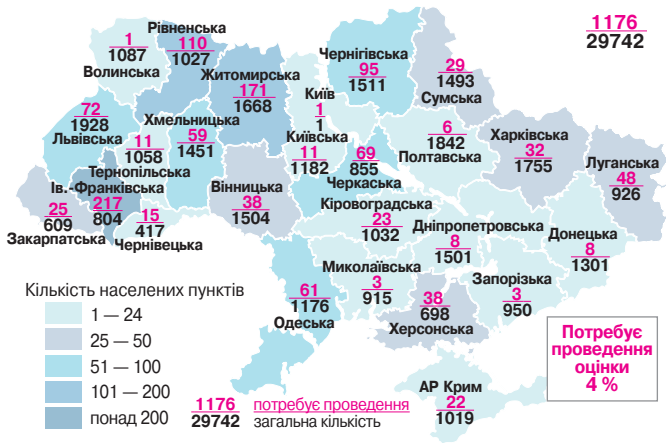 1176
29742
1
1087
Волинська
Рівненська
110
1027
Житомирська
171
1668
Київ
1
1
Чернігівська
95
1511
29
1493
Сумська
72
1928
Львівська
11
1058
Тернопільська
Хмельницька
59
1451
Київська
11
1182
69
855
Черкаська
6
1842
Полтавська
Харківська
32
1755
Луганська
48
926
Ів.-Франківська
217
804
25
609
Закарпатська
15
417
Чернівецька
Вінницька
38
1504
Кіровоградська
23
1032
Дніпропетровська
8
1501
Донецька
8
1301
Миколаївська
3
915
Запорізька
3
950
61
1176
Одеська
38
698
Херсонська
АР Крим
22
1019
Кількість населених пунктів
1 — 24
25 — 50
51 — 100
101 — 200
понад 200
1176 потребує проведення
29742 загальна кількість
Потребує
проведення
оцінки
4 %